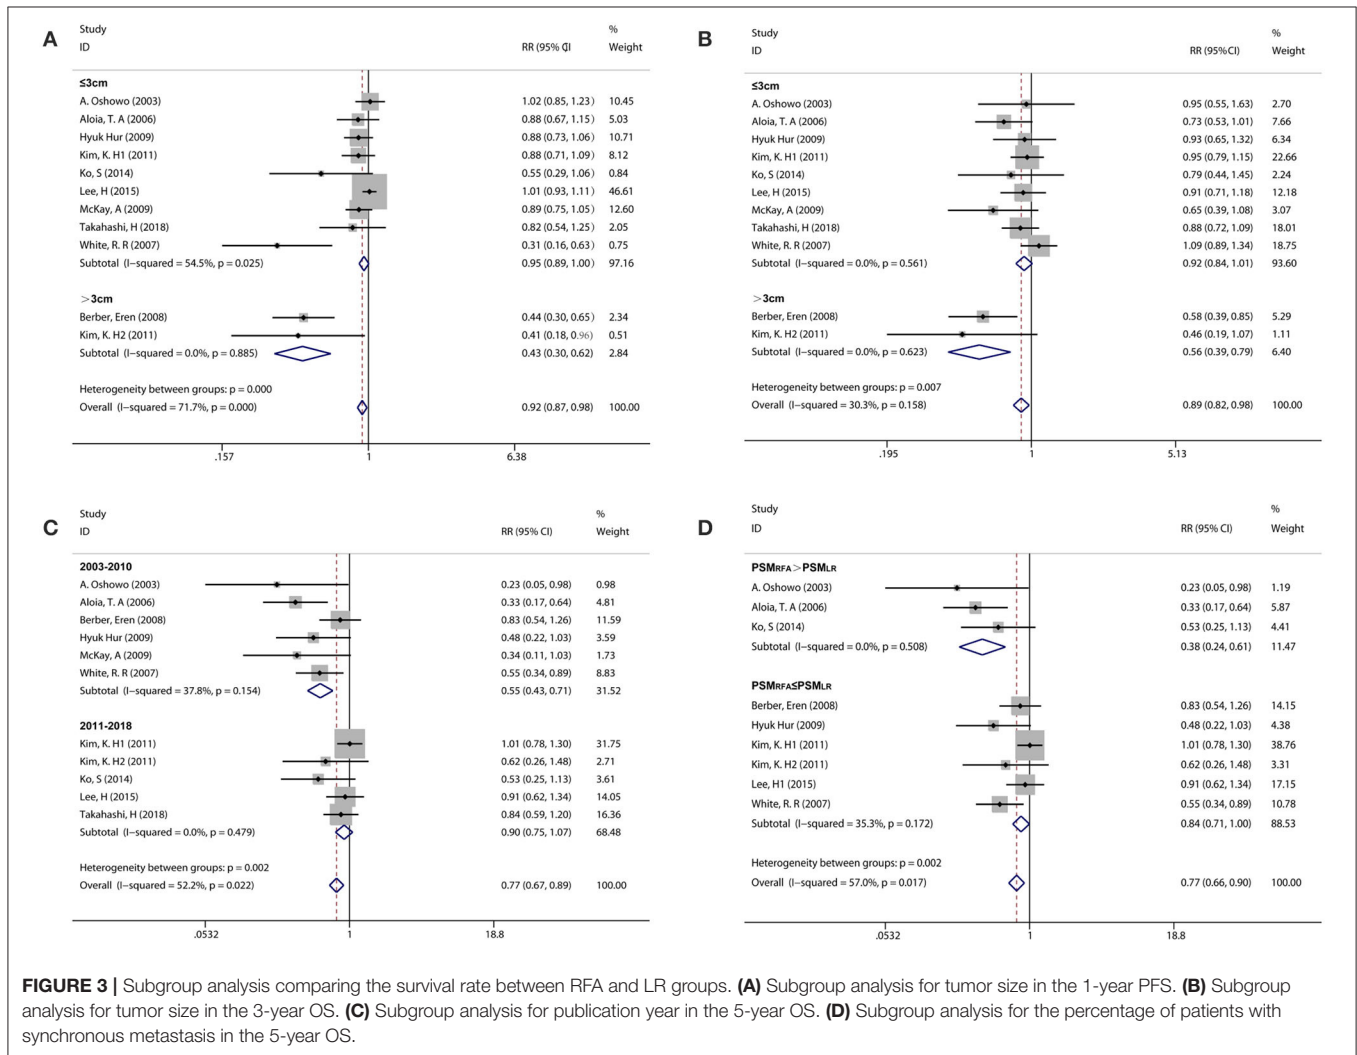 A
Study %
ID RR (95% CI Weight
≤3cm
A. Oshowo (2003) 1.02 (0.85, 1.23) 10.45
Aloia, T. A (2006) 0.88 (0.67, 1.15) 5.03
Hyuk Hur (2009) 0.88 (0.73, 1.06) 10.71
Kim, K. H1 (2011) 0.88 (0.71, 1.09) 8.12
Ko, S (2014) 0.55 (0.29, 1.06) 0.84
Lee, H (2015) 1.01 (0.93, 1.11) 46.61
McKay, A (2009) 0.89 (0.75, 1.05) 12.60
Takahashi, H (2018) 0.82 (0.54, 1.25) 2.05
White, R. R (2007) 0.31 (0.16, 0.63) 0.75
Subtotal (I−squared = 54.5%, p = 0.025) 0.95 (0.89, 1.00) 97.16
>3cm
Berber, Eren (2008) 0.44 (0.30, 0.65) 2.34
Kim, K. H2 (2011) 0.41 (0.18, 0.96) 0.51
Subtotal (I−squared = 0.0%, p = 0.885) 0.43 (0.30, 0.62) 2.84
Heterogeneity between groups: p = 0.000
Overall (I−squared = 71.7%, p = 0.000) 0.92 (0.87, 0.98) 100.00
.157 1 6.38
B
Study %
ID RR (95%CI) Weight
≤3cm
A. Oshowo (2003) 0.95 (0.55, 1.63) 2.70
Aloia, T. A (2006) 0.73 (0.53, 1.01) 7.66
Hyuk Hur (2009) 0.93 (0.65, 1.32) 6.34
Kim, K. H1 (2011) 0.95 (0.79, 1.15) 22.66
Ko, S (2014) 0.79 (0.44, 1.45) 2.24
Lee, H (2015) 0.91 (0.71, 1.18) 12.18
McKay, A (2009) 0.65 (0.39, 1.08) 3.07
Takahashi, H (2018) 0.88 (0.72, 1.09) 18.01
White, R. R (2007) 1.09 (0.89, 1.34) 18.75
Subtotal (I−squared = 0.0%, p = 0.561) 0.92 (0.84, 1.01) 93.60
>3cm
Berber, Eren (2008) 0.58 (0.39, 0.85) 5.29
Kim, K. H2 (2011) 0.46 (0.19, 1.07) 1.11
Subtotal (I−squared = 0.0%, p = 0.623) 0.56 (0.39, 0.79) 6.40
Heterogeneity between groups: p = 0.007
Overall (I−squared = 30.3%, p = 0.158) 0.89 (0.82, 0.98) 100.00
.195 1 5.13
C
Study %
ID RR (95% CI) Weight
2003-2010
A. Oshowo (2003) 0.23 (0.05, 0.98) 0.98
Aloia, T. A (2006) 0.33 (0.17, 0.64) 4.81
Berber, Eren (2008) 0.83 (0.54, 1.26) 11.59
Hyuk Hur (2009) 0.48 (0.22, 1.03) 3.59
McKay, A (2009) 0.34 (0.11, 1.03) 1.73
White, R. R (2007) 0.55 (0.34, 0.89) 8.83
Subtotal (I−squared = 37.8%, p = 0.154) 0.55 (0.43, 0.71) 31.52
2011-2018
Kim, K. H1 (2011) 1.01 (0.78, 1.30) 31.75
Kim, K. H2 (2011) 0.62 (0.26, 1.48) 2.71
Ko, S (2014) 0.53 (0.25, 1.13) 3.61
Lee, H (2015) 0.91 (0.62, 1.34) 14.05
Takahashi, H (2018) 0.84 (0.59, 1.20) 16.36
Subtotal (I−squared = 0.0%, p = 0.479) 0.90 (0.75, 1.07) 68.48
Heterogeneity between groups: p = 0.002
Overall (I−squared = 52.2%, p = 0.022) 0.77 (0.67, 0.89) 100.00
.0532 1 18.8
D
Study %
ID RR (95% CI) Weight
PSMRFA>PSMLR
A. Oshowo (2003) 0.23 (0.05, 0.98) 1.19
Aloia, T. A (2006) 0.33 (0.17, 0.64) 5.87
Ko, S (2014) 0.53 (0.25, 1.13) 4.41
Subtotal (I−squared = 0.0%, p = 0.508) 0.38 (0.24, 0.61) 11.47
PSMRFA≤PSMLR
Berber, Eren (2008) 0.83 (0.54, 1.26) 14.15
Hyuk Hur (2009) 0.48 (0.22, 1.03) 4.38
Kim, K. H1 (2011) 1.01 (0.78, 1.30) 38.76
Kim, K. H2 (2011) 0.62 (0.26, 1.48) 3.31
Lee, H1 (2015) 0.91 (0.62, 1.34) 17.15
White, R. R (2007) 0.55 (0.34, 0.89) 10.78
Subtotal (I−squared = 35.3%, p = 0.172) 0.84 (0.71, 1.00) 88.53
Heterogeneity between groups: p = 0.002
Overall (I−squared = 57.0%, p = 0.017) 0.77 (0.66, 0.90) 100.00
.0532 1 18.8
FIGURE 3 | Subgroup analysis comparing the survival rate between RFA and LR groups. (A) Subgroup analysis for tumor size in the 1-year PFS. (B) Subgroup
analysis for tumor size in the 3-year OS. (C) Subgroup analysis for publication year in the 5-year OS. (D) Subgroup analysis for the percentage of patients with
synchronous metastasis in the 5-year OS.